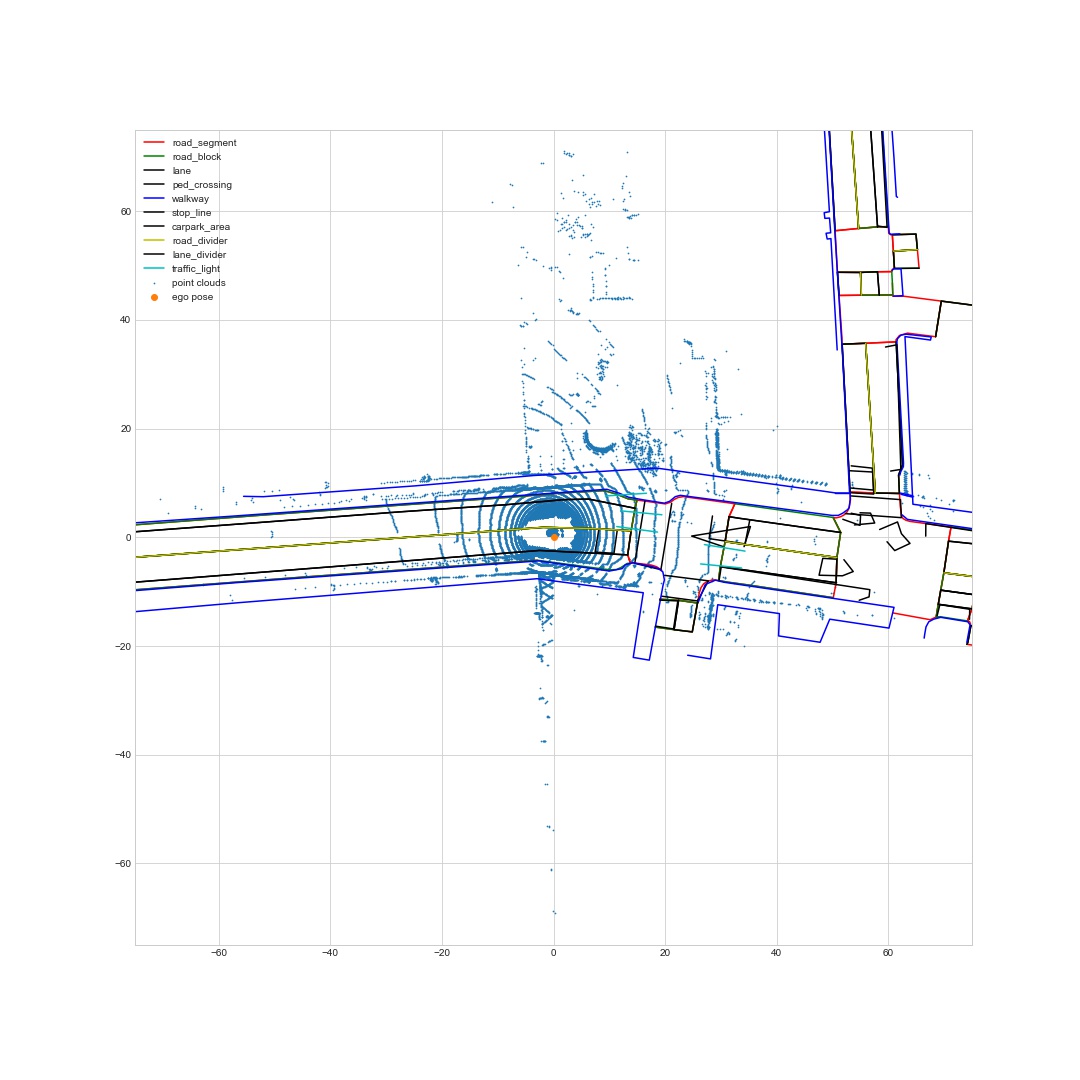 road_segment
road_block
lane
ped_crossing
walkway
stop_line
carpark_area
road_divider
lane_divider
traffic_light
point clouds
ego pose
60
40
20
0
−20
−40
−60
−60
−40
−20
0
20
40
60